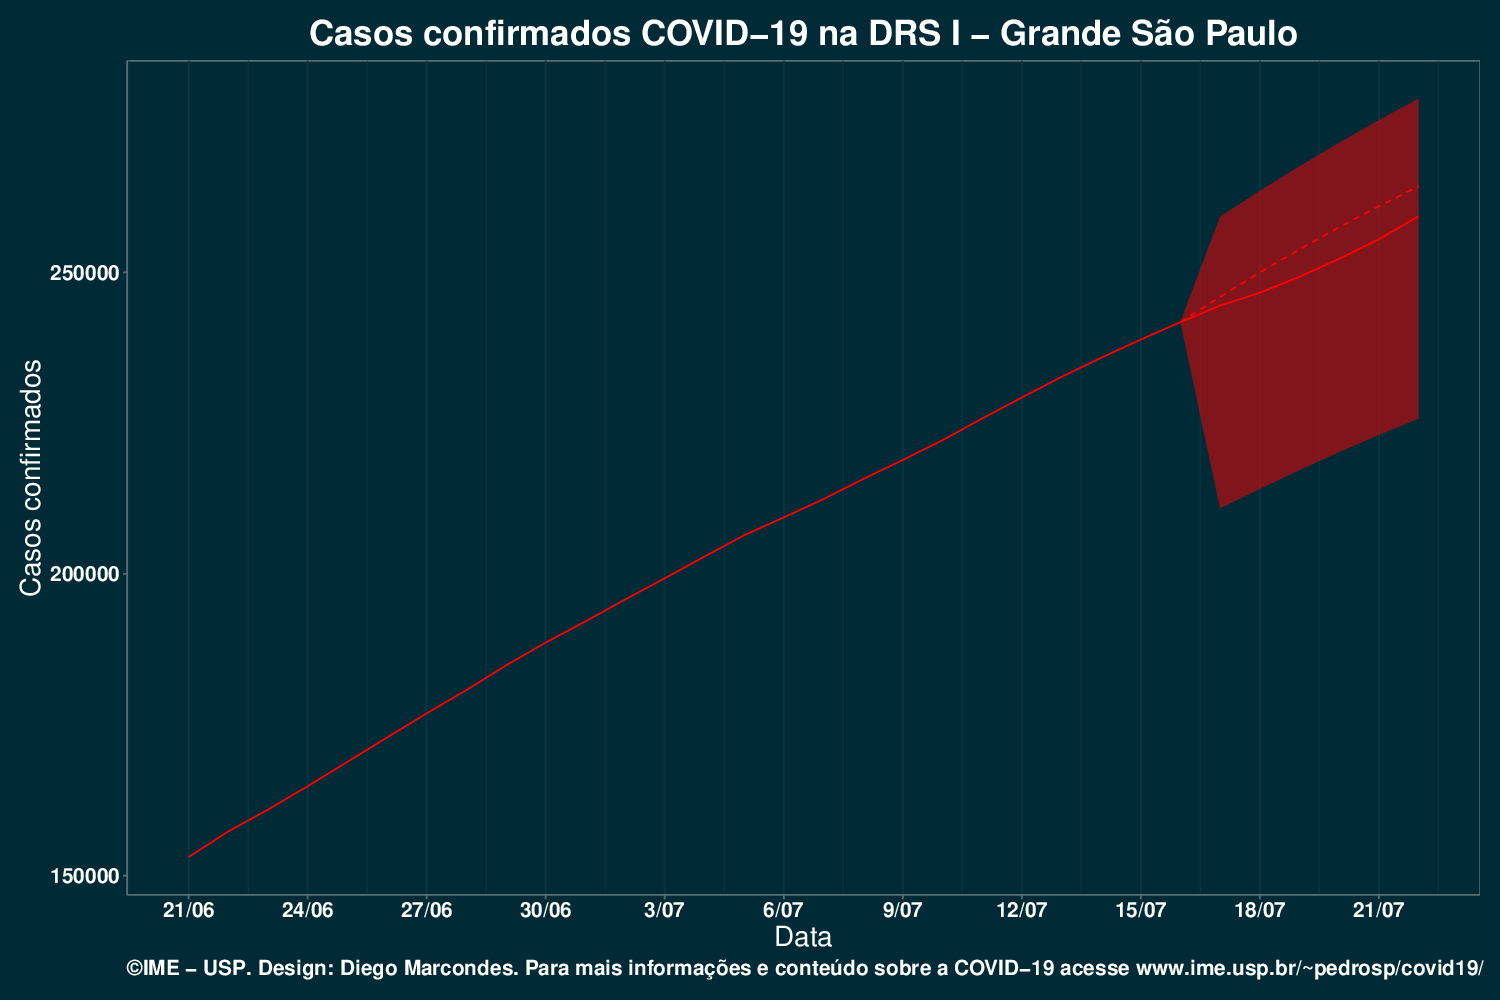 Casos confirmados COVID−19 na DRS I − Grande São Paulo
Casos confirmados
250000
200000
150000
21/06 24/06 27/06 30/06 3/07 6/07 9/07 12/07 15/07 18/07 21/07
Data
©IME − USP. Design: Diego Marcondes. Para mais informações e conteúdo sobre a COVID−19 acesse www.ime.usp.br/~pedrosp/covid19/